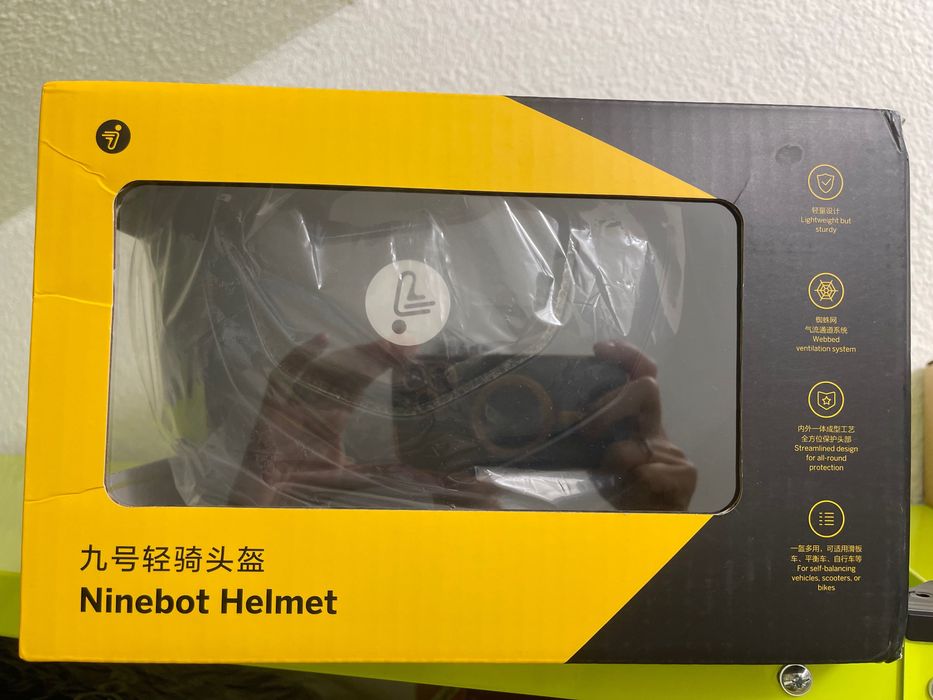 九号轻骑头盔
Ninebot Helmet
轻量设计
Lightweight but
sturdy
蜘蛛网
气流通道系统
Webbed
ventilation system
内外一体成型工艺
全方位保护头部
Streamlined design
for all-round
protection
一盔多用，可适用滑板
车、平衡车、自行车等
For self-balancing
vehicles, scooters, or
bikes